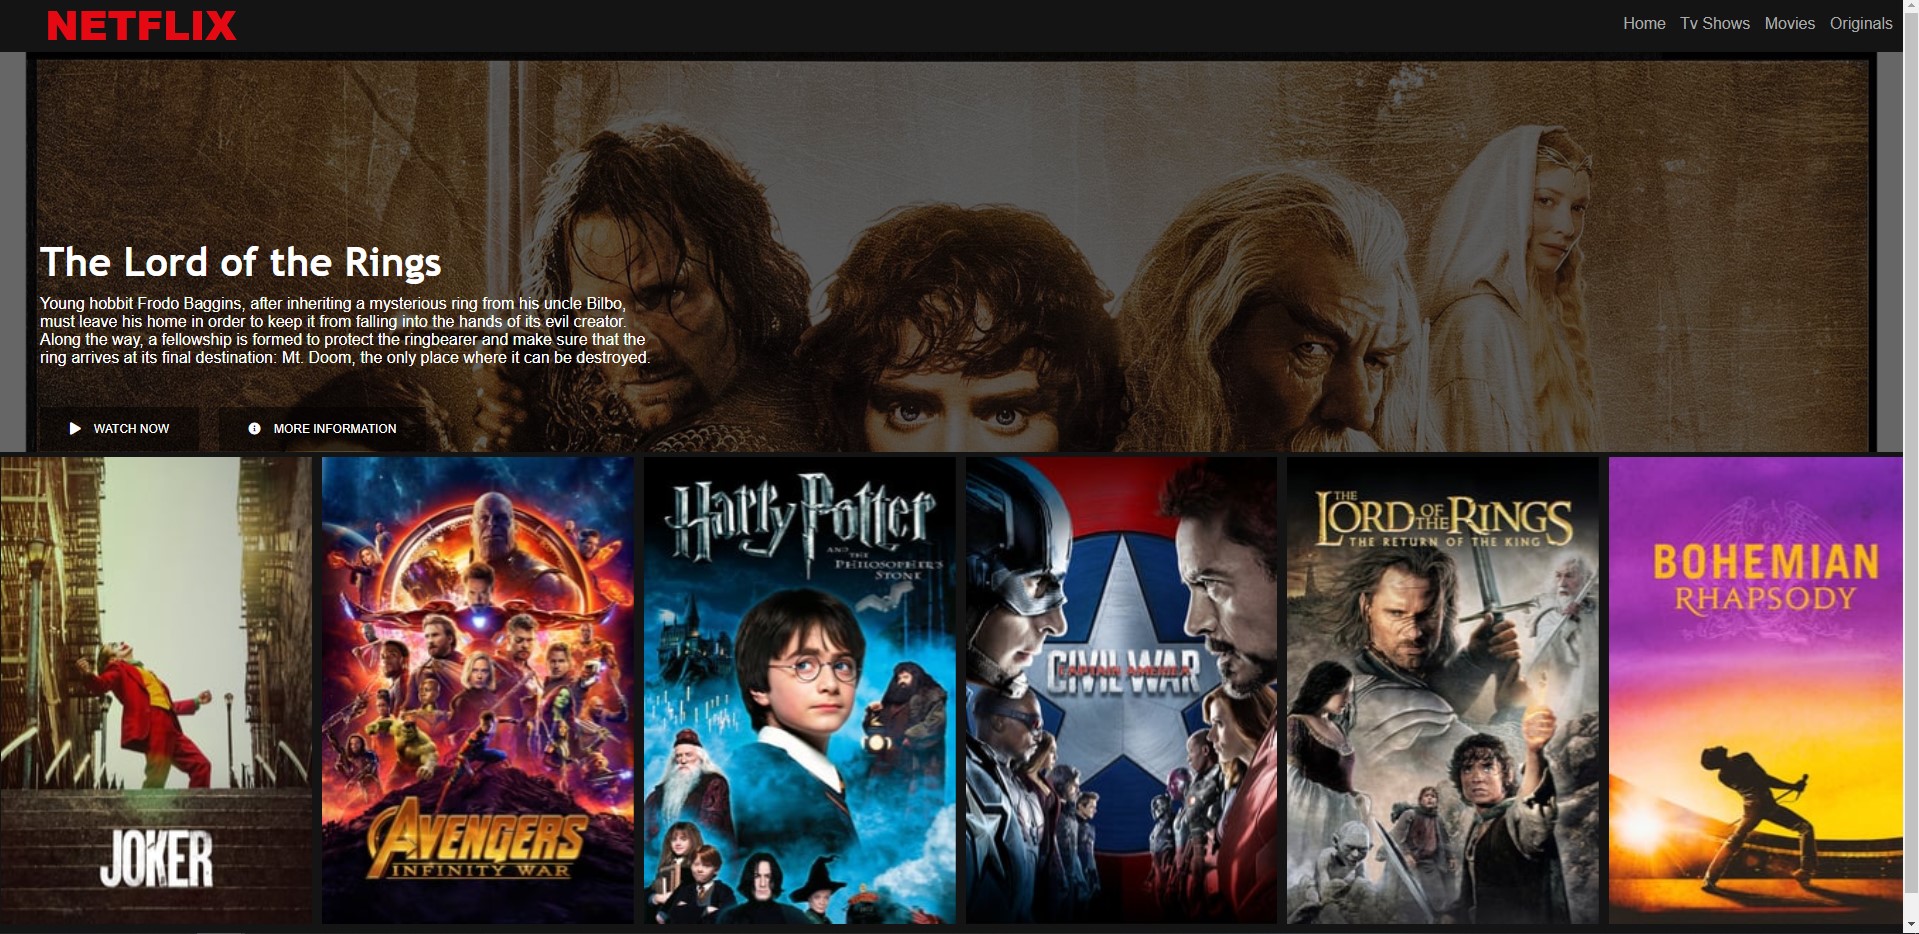 NETFLIX
Home Tv Shows Movies Originals
The Lord of the Rings
Young hobbit Frodo Baggins, after inheriting a mysterious ring from his uncle Bilbo,
must leave his home in order to keep it from falling into the hands of its evil creator.
Along the way, a fellowship is formed to protect the ringbearer and make sure that the
ring arrives at its final destination: Mt. Doom, the only place where it can be destroyed.
WATCH NOW
MORE INFORMATION
JOKER
AVENGERS
INFINITY WAR
Harry Potter
AND THE
PHILOSOPHER'S
STONE
CAPTAIN AMERICA
CIVIL WAR
THE
LORD OF THE RINGS
THE RETURN OF THE KING
BOHEMIAN
RHAPSODY